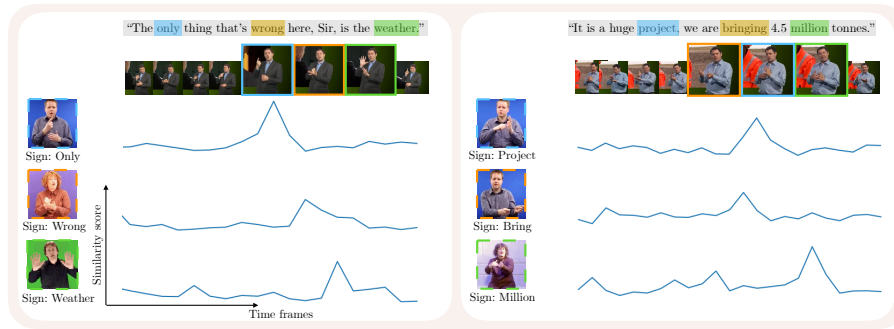 “The only thing that’s wrong here, Sir, is the weather.”
Sign: Only
Sign: Wrong
Sign: Weather
Similarity score
Time frames
“It is a huge project, we are bringing 4.5 million tonnes.”
Sign: Project
Sign: Bring
Sign: Million